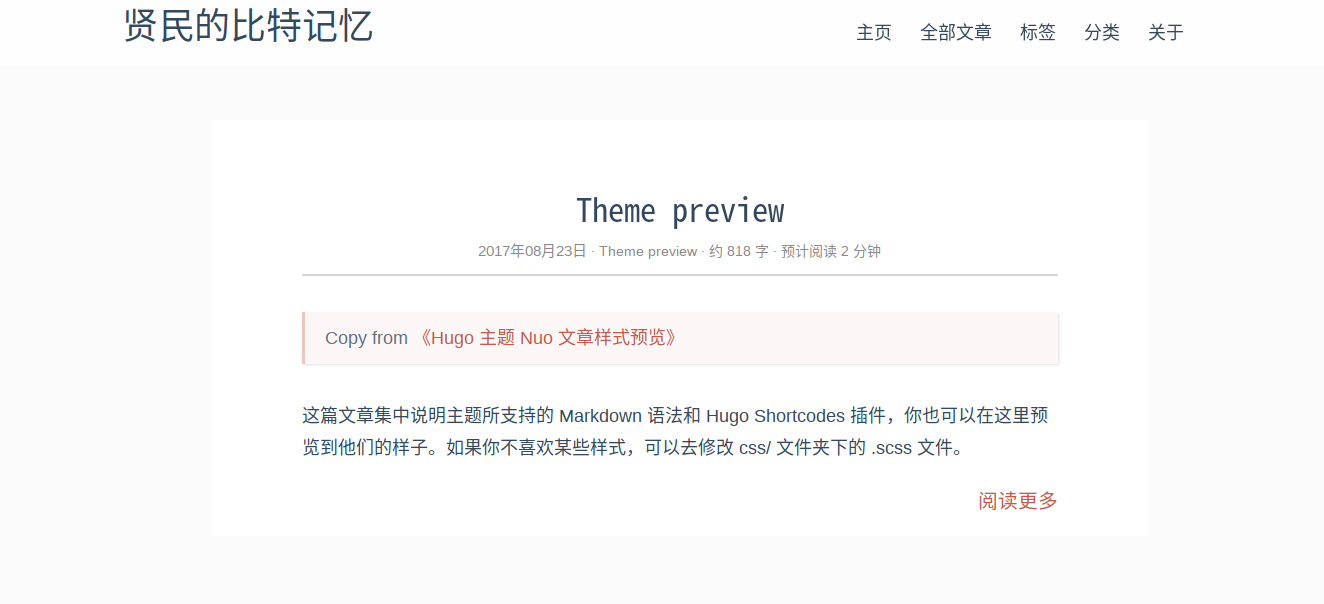 贤民的比特记忆
主页 全部文章 标签 分类 关于
Theme preview
2017年08月23日 · Theme preview · 约 818 字 · 预计阅读 2 分钟
Copy from 《Hugo 主题 Nuo 文章样式预览》
这篇文章集中说明主题所支持的 Markdown 语法和 Hugo Shortcodes 插件，你也可以在这里预
览到他们的样子。如果你不喜欢某些样式，可以去修改 css/ 文件夹下的 .scss 文件。
阅读更多